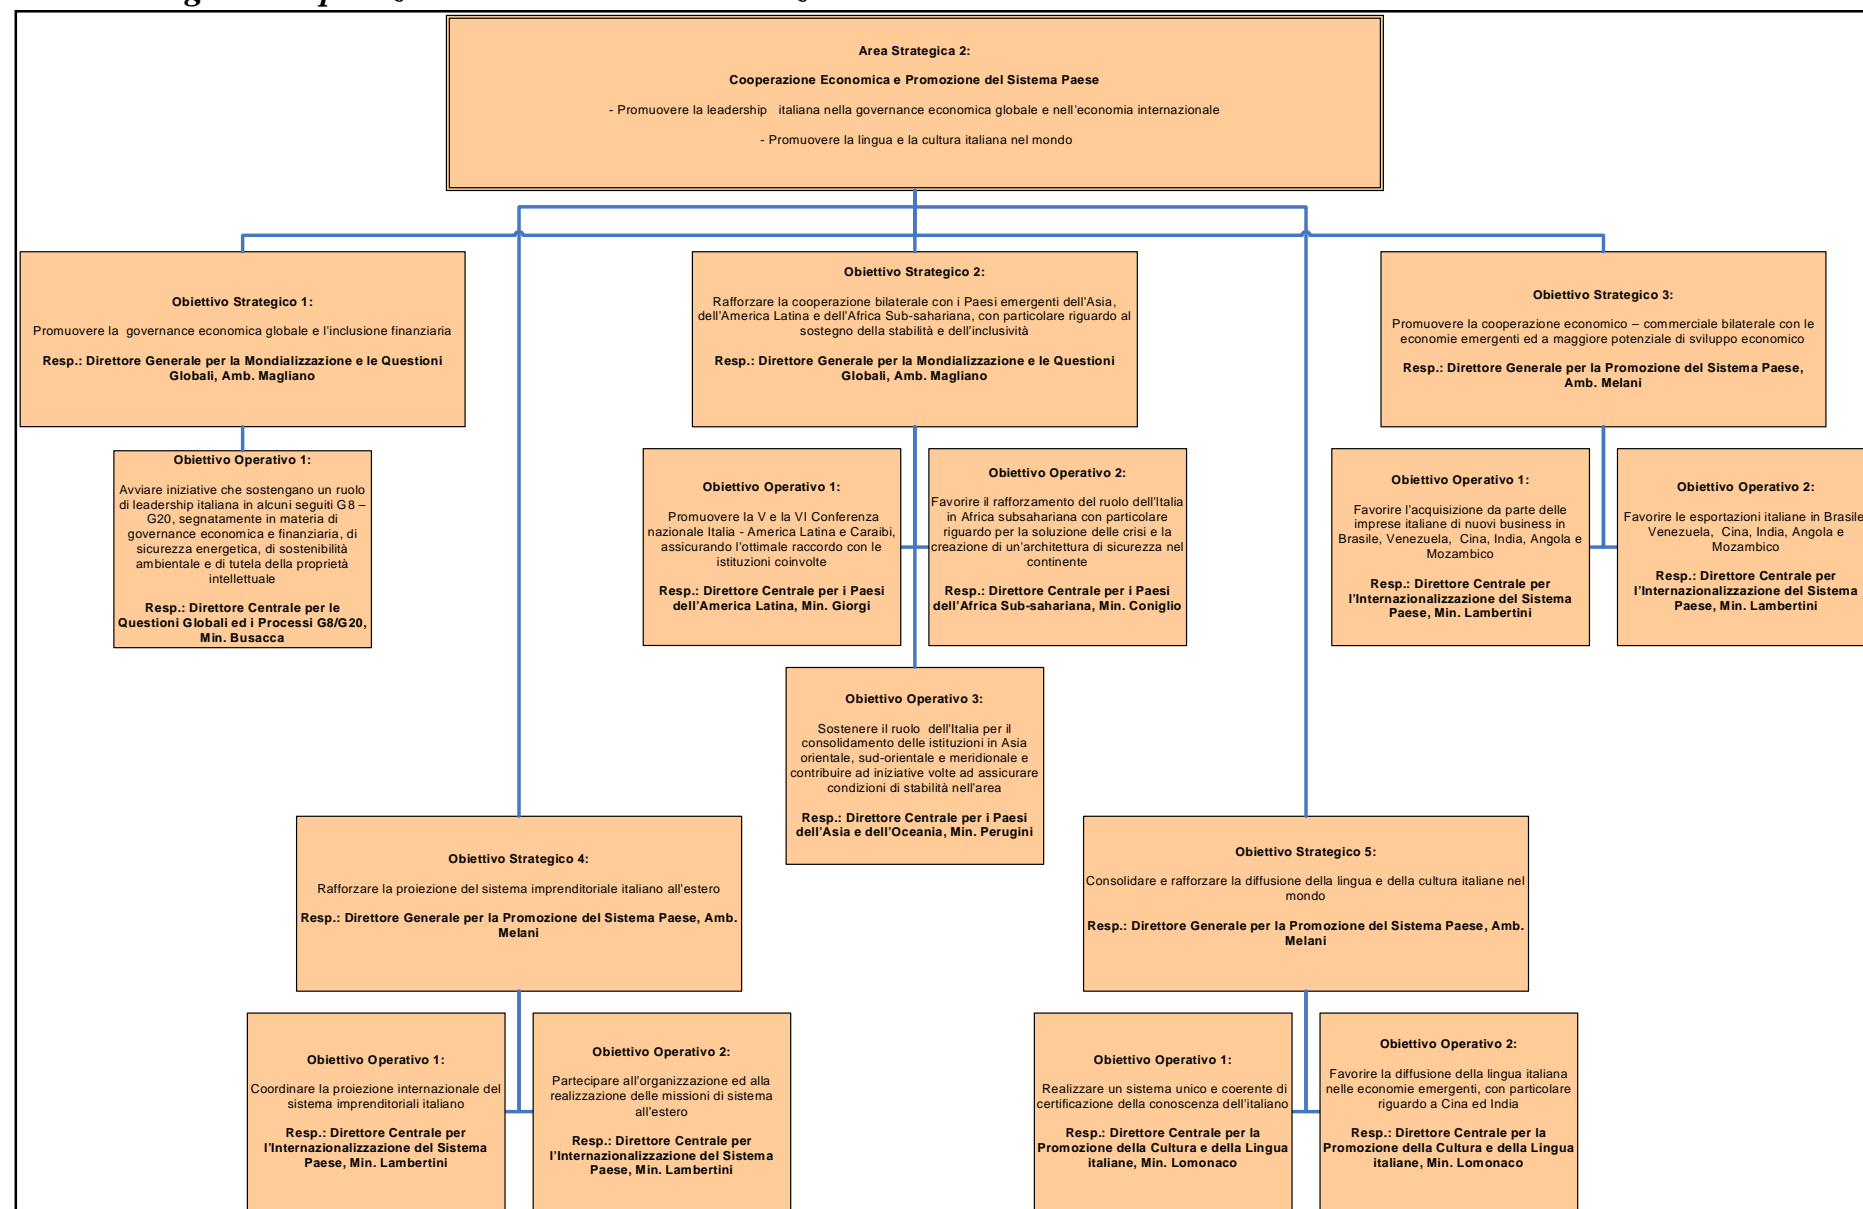 Area Strategica 2:
Cooperazione Economica e Promozione del Sistema Paese
- Promuovere la leadership italiana nella governance economica globale e nell'economia internazionale
- Promuovere la lingua e la cultura italiana nel mondo
Obiettivo Strategico 1:
Promuovere la governance economica globale e l'inclusione finanziaria
Resp.: Direttore Generale per la Mondializzazione e le Questioni
Globali, Amb. Magliano
Obiettivo Strategico 2:
Rafforzare la cooperazione bilaterale con i Paesi emergenti dell'Asia,
dell'America Latina e dell'Africa Sub-sahariana, con particolare riguardo al
sostegno della stabilità e dell'inclusività
Resp.: Direttore Generale per la Mondializzazione e le Questioni
Globali, Amb. Magliano
Obiettivo Strategico 3:
Promuovere la cooperazione economico – commerciale bilaterale con le
economie emergenti ed a maggiore potenziale di sviluppo economico
Resp.: Direttore Generale per la Promozione del Sistema Paese,
Amb. Melani
Obiettivo Operativo 1:
Avviare iniziative che sostengano un ruolo
di leadership italiana in alcuni seguiti G8 –
G20, segnatamente in materia di
governance economica e finanziaria, di
sicurezza energetica, di sostenibilità
ambientale e di tutela della proprietà
intellettuale
Resp.: Direttore Centrale per le
Questioni Globali ed i Processi G8/G20,
Min. Busacca
Obiettivo Operativo 1:
Promuovere la V e la VI Conferenza
nazionale Italia - America Latina e Caraibi,
assicurando l'ottimale raccordo con le
istituzioni coinvolte
Resp.: Direttore Centrale per i Paesi
dell'America Latina, Min. Giorgi
Obiettivo Operativo 2:
Favorire il rafforzamento del ruolo dell'Italia
in Africa subsahariana con particolare
riguardo per la soluzione delle crisi e la
creazione di un'architettura di sicurezza nel
continente
Resp.: Direttore Centrale per i Paesi
dell'Africa Sub-sahariana, Min. Coniglio
Obiettivo Operativo 1:
Favorire l'acquisizione da parte delle
imprese italiane di nuovi business in
Brasile, Venezuela, Cina, India, Angola e
Mozambico
Resp.: Direttore Centrale per
l'Internazionalizzazione del Sistema
Paese, Min. Lambertini
Obiettivo Operativo 2:
Favorire le esportazioni italiane in Brasile
Venezuela, Cina, India, Angola e
Mozambico
Resp.: Direttore Centrale per
l'Internazionalizzazione del Sistema
Paese, Min. Lambertini
Obiettivo Operativo 3:
Sostenere il ruolo dell'Italia per il
consolidamento delle istituzioni in Asia
orientale, sud-orientale e meridionale e
contribuire ad iniziative volte ad assicurare
condizioni di stabilità nell'area
Resp.: Direttore Centrale per i Paesi
dell'Asia e dell'Oceania, Min. Perugini
Obiettivo Strategico 4:
Rafforzare la proiezione del sistema imprenditoriale italiano all'estero
Resp.: Direttore Generale per la Promozione del Sistema Paese, Amb.
Melani
Obiettivo Strategico 5:
Consolidare e rafforzare la diffusione della lingua e della cultura italiane nel
mondo
Resp.: Direttore Generale per la Promozione del Sistema Paese, Amb.
Melani
Obiettivo Operativo 1:
Coordinare la proiezione internazionale del
sistema imprenditoriali italiano
Resp.: Direttore Centrale per
l'Internazionalizzazione del Sistema
Paese, Min. Lambertini
Obiettivo Operativo 2:
Partecipare all'organizzazione ed alla
realizzazione delle missioni di sistema
all'estero
Resp.: Direttore Centrale per
l'Internazionalizzazione del Sistema
Paese, Min. Lambertini
Obiettivo Operativo 1:
Realizzare un sistema unico e coerente di
certificazione della conoscenza dell'italiano
Resp.: Direttore Centrale per la
Promozione della Cultura e della Lingua
italiane, Min. Lomonaco
Obiettivo Operativo 2:
Favorire la diffusione della lingua italiana
nelle economie emergenti, con particolare
riguardo a Cina ed India
Resp.: Direttore Centrale per la
Promozione della Cultura e della Lingua
italiane, Min. Lomonaco